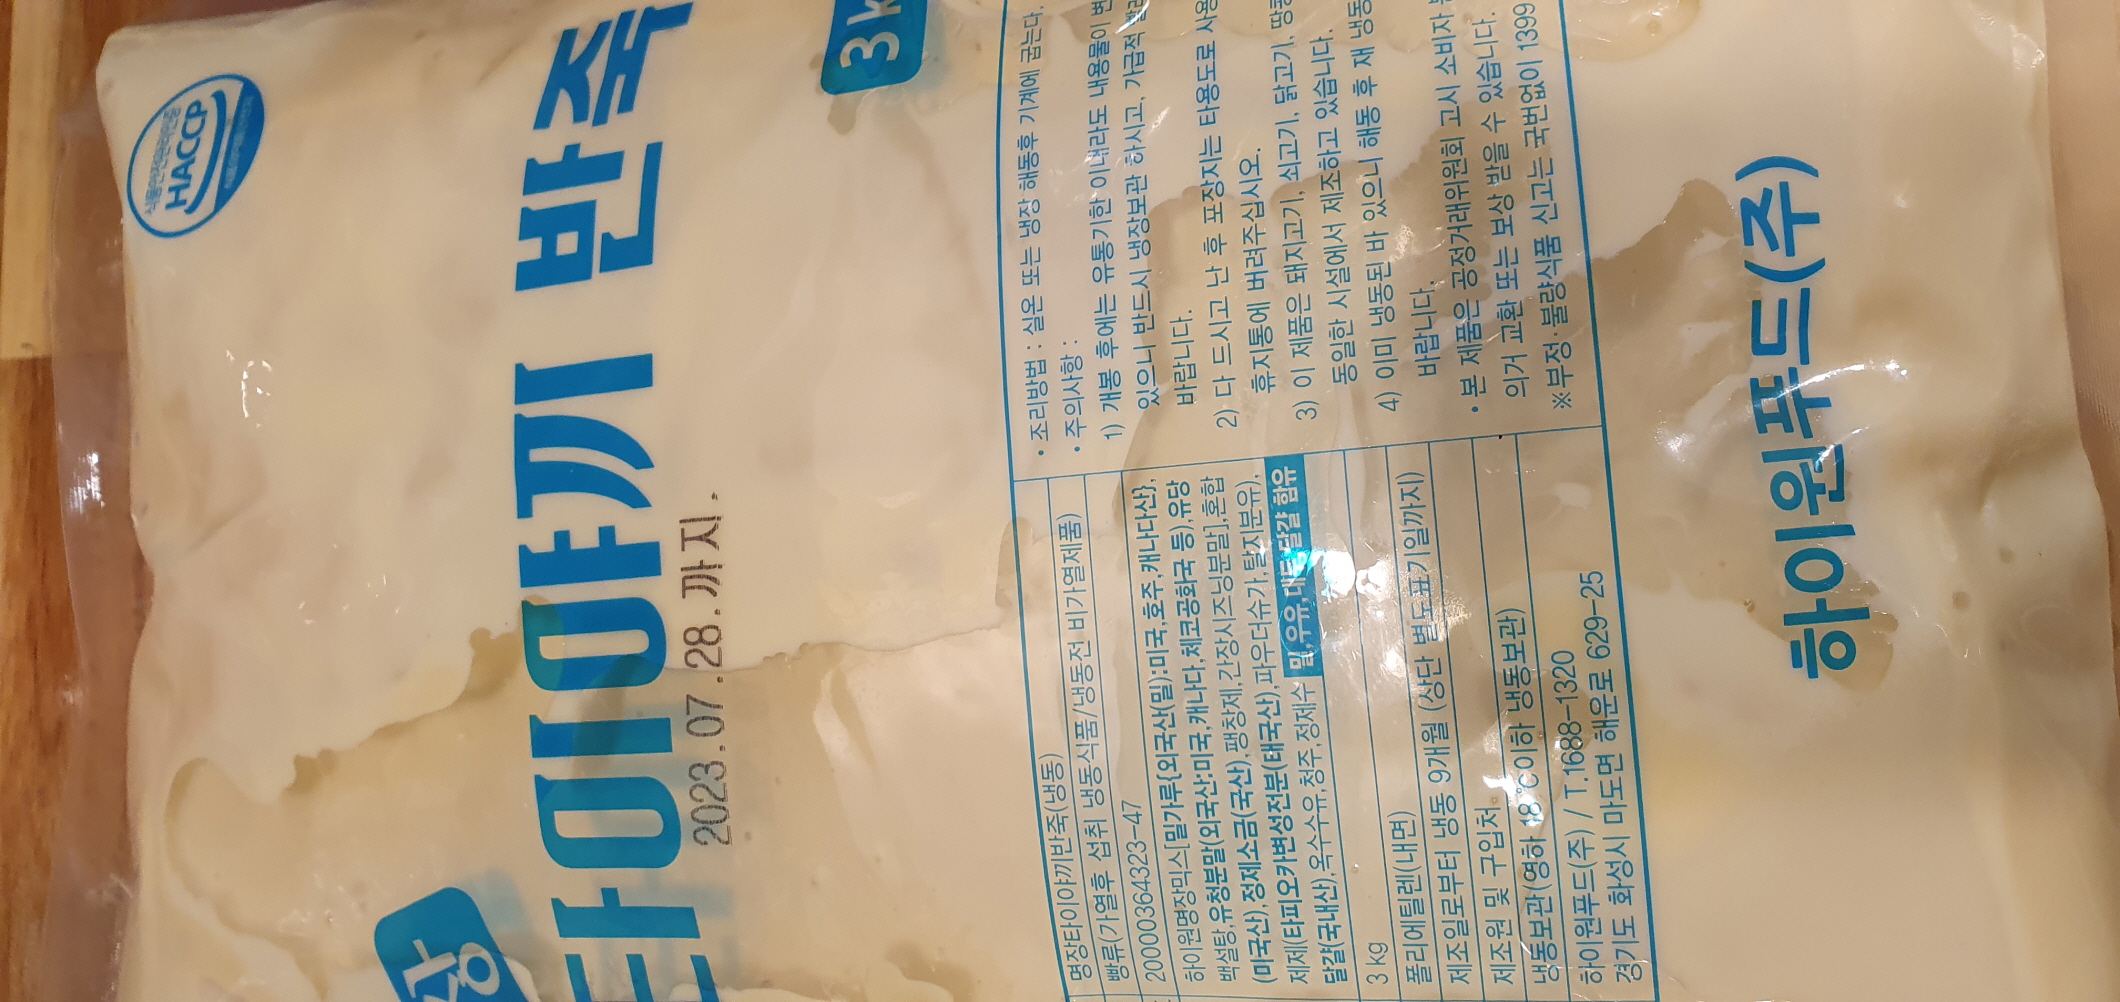 식품안전관리인증
HACCP
장
타이야끼 반죽
2023.07.28.까지.
3k
명장타이야끼반죽(냉동)
빵류(가열후 섭취 냉동식품/냉동전 비가열제품)
20000364323-47
하이원명장믹스[밀가루{외국산(밀):미국,호주,캐나다산},
백설탕,유청분말(외국산:미국,캐나다,체코공화국 등),유당
(미국산),정제소금(국산),팽창제,간장시즈닝분말],혼합
제제(타피오카변성전분(태국산),파우더슈가,탈지분유),
달걀(국내산),옥수수유,청주,정제수 밀,우유,대두,달걀 함유
3 kg
폴리에틸렌(내면)
제조일로부터 냉동 9개월 (상단 별도표기일까지)
제조원 및 구입처
냉동보관(영하 18℃이하 냉동보관)
하이원푸드(주) / T.1688-1320
경기도 화성시 마도면 해운로 629-25
• 조리방법 : 실온 또는 냉장 해동후 기계에 굽는다.
• 주의사항 :
1) 개봉 후에는 유통기한 이내라도 내용물이 변
있으니 반드시 냉장보관 하시고, 가급적 빨리
바랍니다.
2) 다 드시고 난 후 포장지는 타용도로 사용
휴지통에 버려주십시오.
3) 이 제품은 돼지고기, 쇠고기, 닭고기, 땅콩
동일한 시설에서 제조하고 있습니다.
4) 이미 냉동된 바 있으니 해동 후 재 냉동
바랍니다.
• 본 제품은 공정거래위원회 고시 소비자
의거 교환 또는 보상 받을 수 있습니다.
※부정·불량식품 신고는 국번없이 1399
하이원푸드(주)